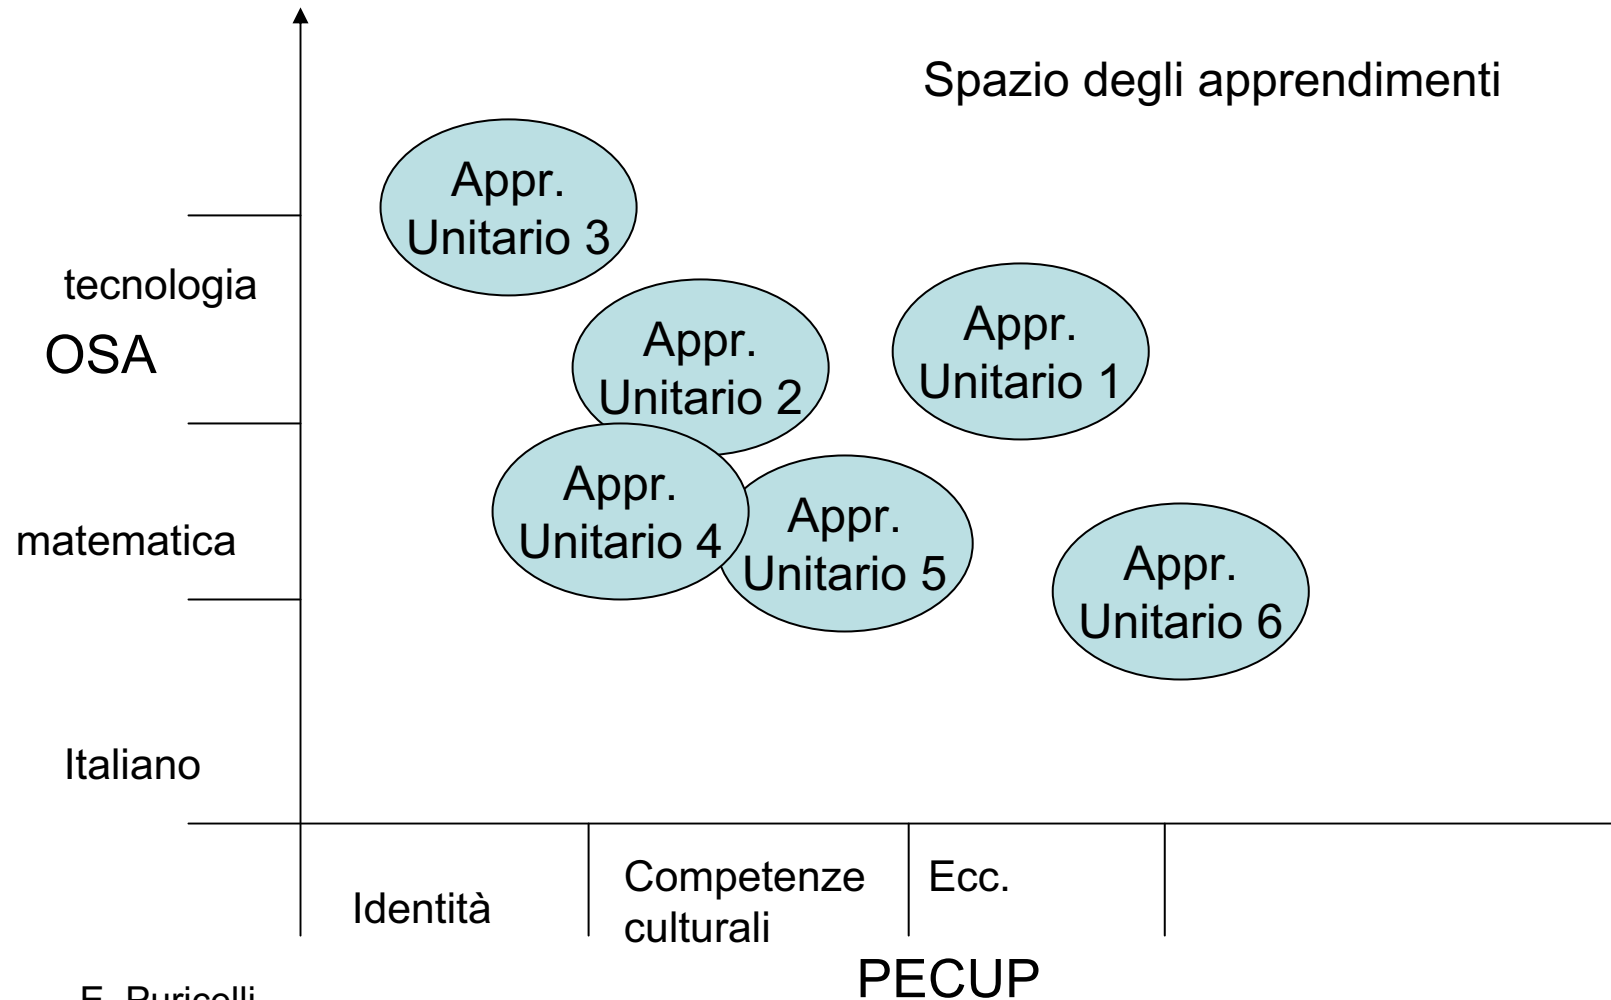 Spazio degli apprendimenti
Appr.
Unitario 3
tecnologia
OSA
Appr.
Unitario 2
Appr.
Unitario 1
Appr.
Unitario 4
Appr.
Unitario 5
matematica
Appr.
Unitario 6
Italiano
Identità
Competenze
culturali
Ecc.
PECUP
E. Puricelli